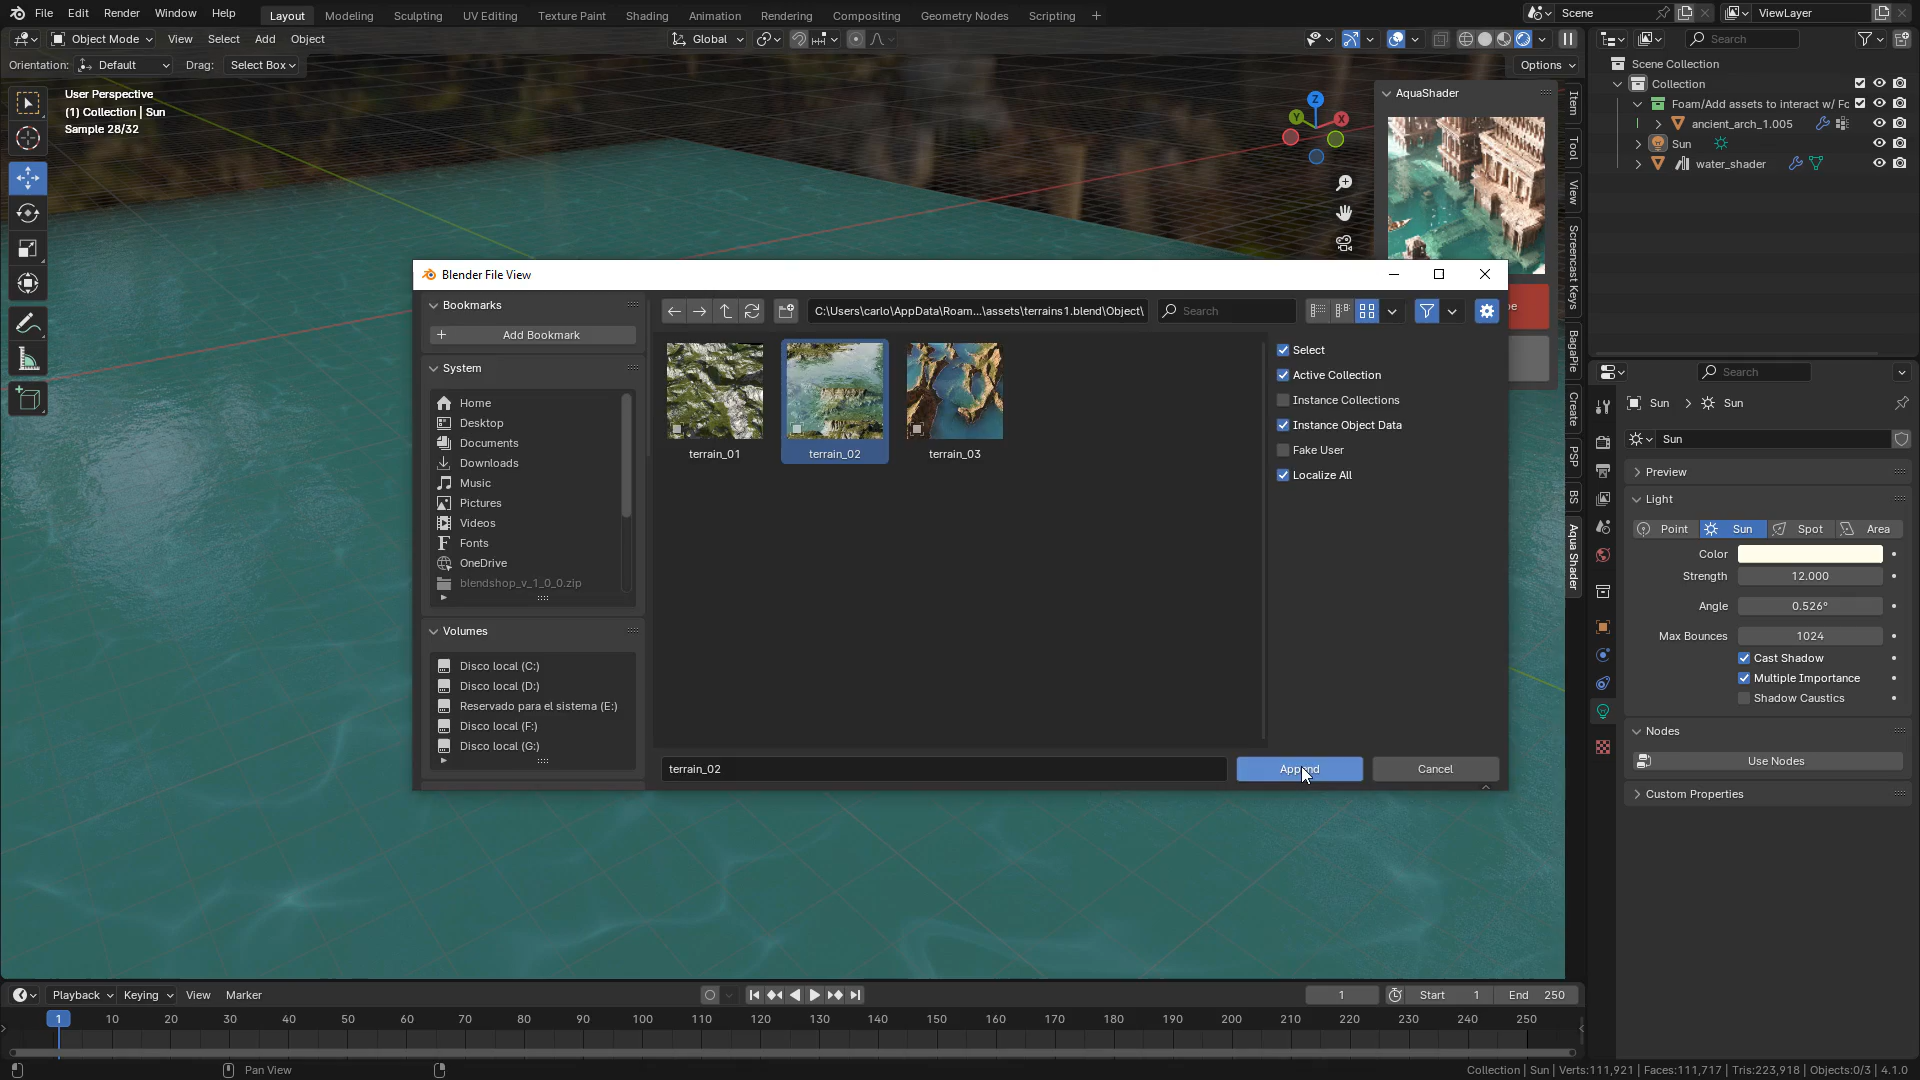 File Edit Render Window Help Layout Modeling Sculpting UV Editing Texture Paint Shading Animation Rendering Compositing Geometry Nodes Scripting Scene ViewLayer
Object Mode View Select Add Object Global Search
Orientation: Default Drag: Select Box Options
User Perspective
(1) Collection | Sun
Sample 28/32
Z
Y
X
AquaShader
Item
Tool
View
Screencast Keys
BagaPie
Create
PSP
BS
Aqua Shader
Scene Collection
Collection
Foam/Add assets to interact w/ Fc
ancient_arch_1.005
Sun
water_shader
Blender File View
Bookmarks
Add Bookmark
System
Home
Desktop
Documents
Downloads
Music
Pictures
Videos
Fonts
OneDrive
blendshop_v_1_0_0.zip
Volumes
Disco local (C:)
Disco local (D:)
Reservado para el sistema (E:)
Disco local (F:)
Disco local (G:)
C:\Users\carlo\AppData\Roam...\assets\terrains1.blend\Object\
Search
terrain_01
terrain_02
terrain_03
Select
Active Collection
Instance Collections
Instance Object Data
Fake User
Localize All
terrain_02
Append
Cancel
Search
Sun Sun
Sun
Preview
Light
Point Sun Spot Area
Color
Strength 12.000
Angle 0.526°
Max Bounces 1024
Cast Shadow
Multiple Importance
Shadow Caustics
Nodes
Use Nodes
Custom Properties
Playback Keying View Marker 1 Start 1 End 250
1 10 20 30 40 50 60 70 80 90 100 110 120 130 140 150 160 170 180 190 200 210 220 230 240 250
Pan View
Collection | Sun | Verts:111,921 | Faces:111,717 | Tris:223,918 | Objects:0/3 | 4.1.0